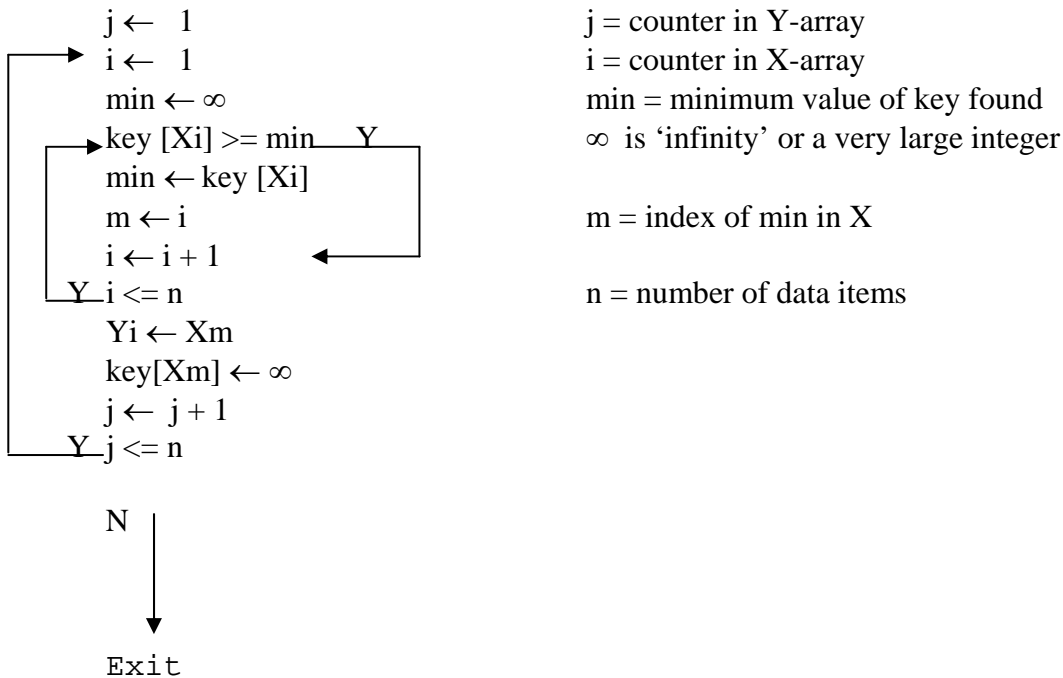 j ← 1 j = counter in Y-array
i ← 1 i = counter in X-array
min ← ∞ min = minimum value of key found
key [Xi] >= min Y ∞ is ‘infinity’ or a very large integer
min ← key [Xi]
m ← i m = index of min in X
i ← i + 1
Y i <= n n = number of data items
Yi ← Xm
key[Xm] ← ∞
j ← j + 1
Y j <= n
N
Exit